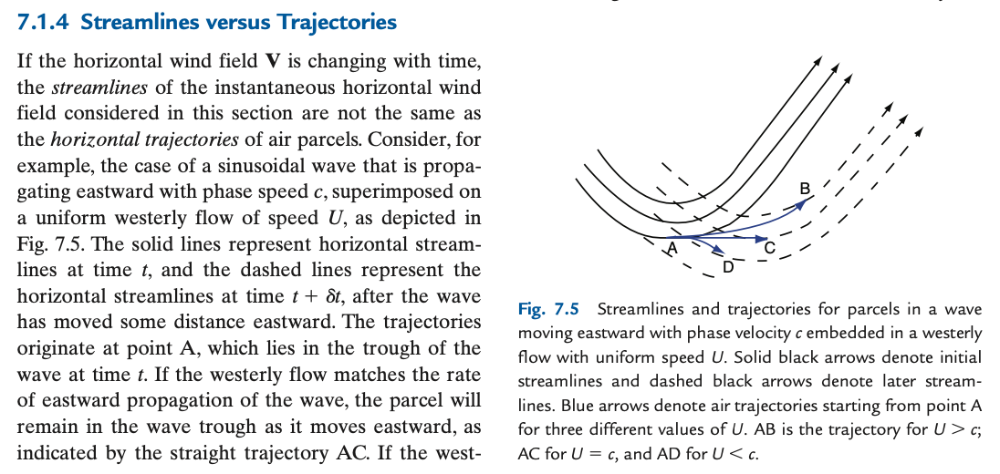 7.1.4 Streamlines versus Trajectories
If the horizontal wind field V is changing with time,
the streamlines of the instantaneous horizontal wind
field considered in this section are not the same as
the horizontal trajectories of air parcels. Consider, for
example, the case of a sinusoidal wave that is propa-
gating eastward with phase speed c, superimposed on
a uniform westerly flow of speed U, as depicted in
Fig. 7.5. The solid lines represent horizontal stream-
lines at time t, and the dashed lines represent the
horizontal streamlines at time t + δt, after the wave
has moved some distance eastward. The trajectories
originate at point A, which lies in the trough of the
wave at time t. If the westerly flow matches the rate
of eastward propagation of the wave, the parcel will
remain in the wave trough as it moves eastward, as
indicated by the straight trajectory AC. If the west-
B
A
C
D
Fig. 7.5 Streamlines and trajectories for parcels in a wave
moving eastward with phase velocity c embedded in a westerly
flow with uniform speed U. Solid black arrows denote initial
streamlines and dashed black arrows denote later stream-
lines. Blue arrows denote air trajectories starting from point A
for three different values of U. AB is the trajectory for U > c;
AC for U = c, and AD for U < c.